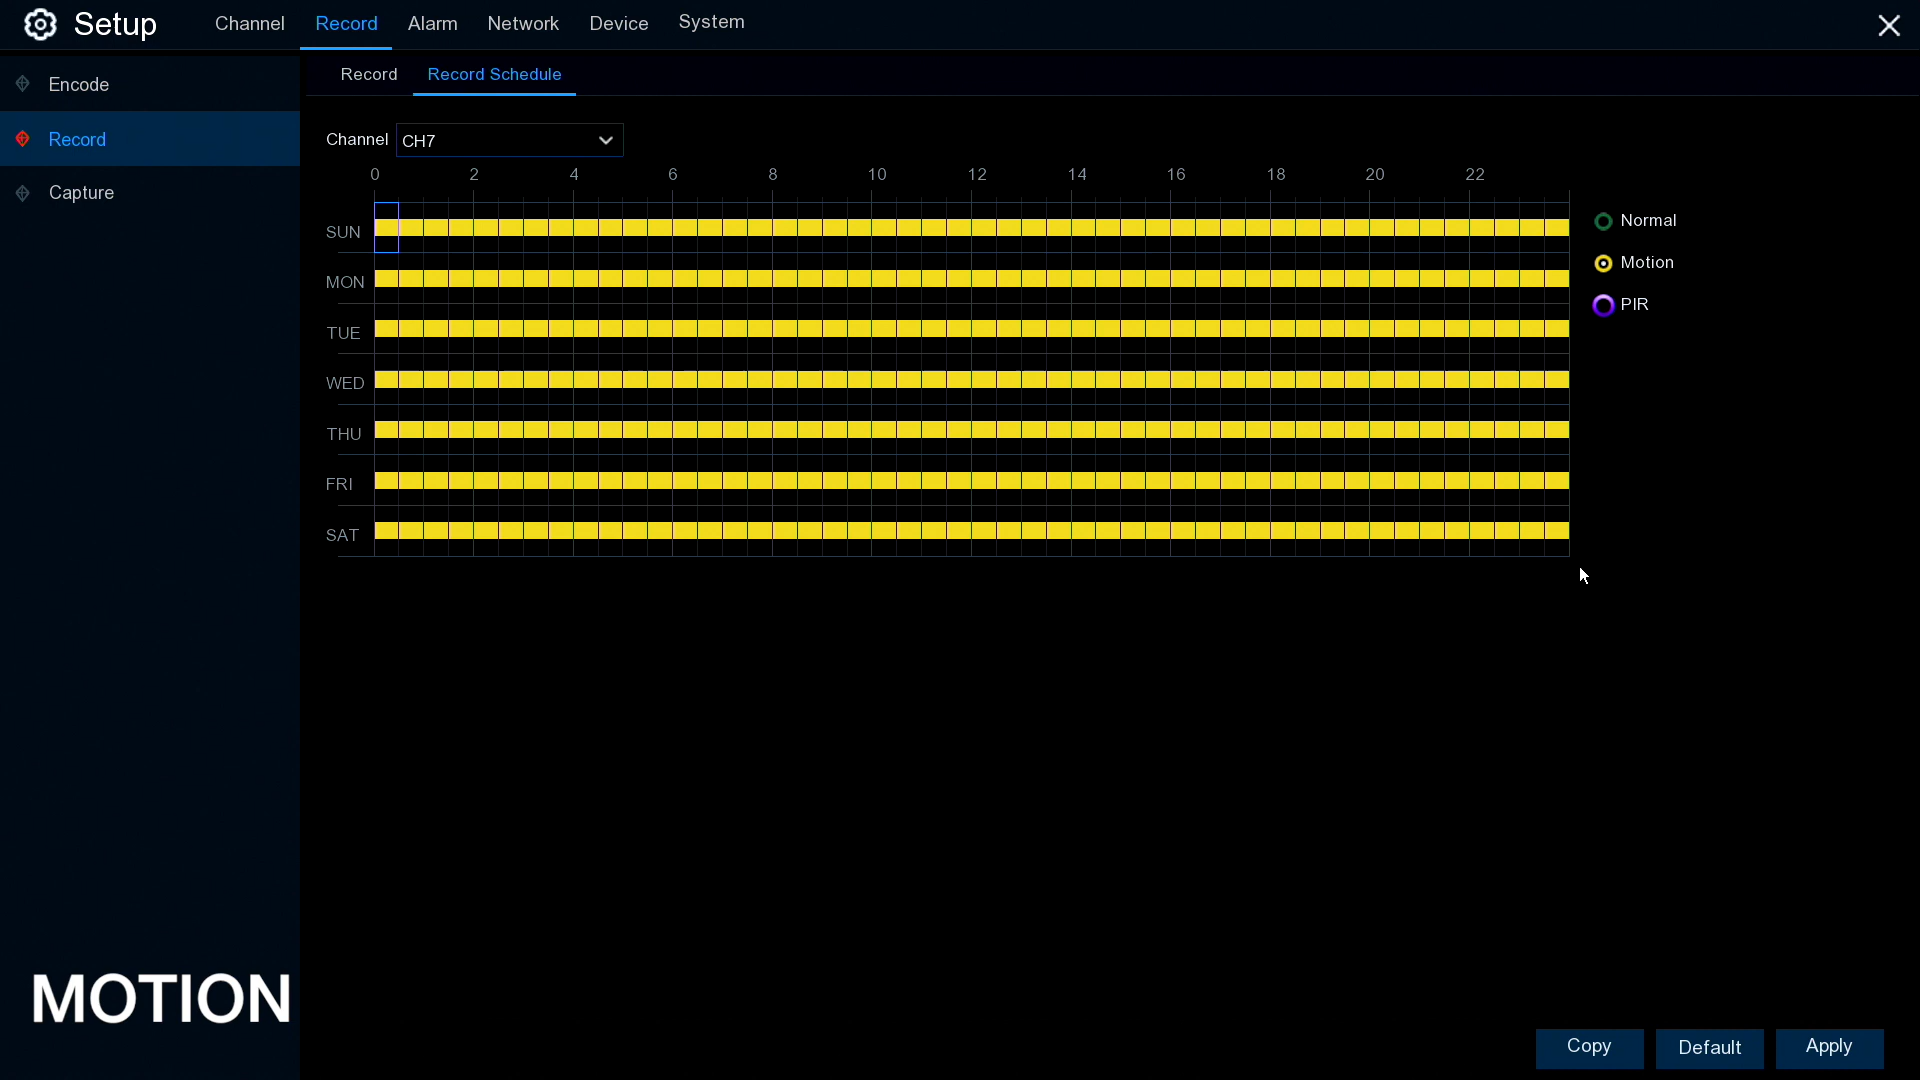 Setup Channel Record Alarm Network Device System
Encode
Record
Capture
Record Record Schedule
Channel CH7
0 2 4 6 8 10 12 14 16 18 20 22
SUN
MON
TUE
WED
THU
FRI
SAT
Normal
Motion
PIR
MOTION
Copy Default Apply